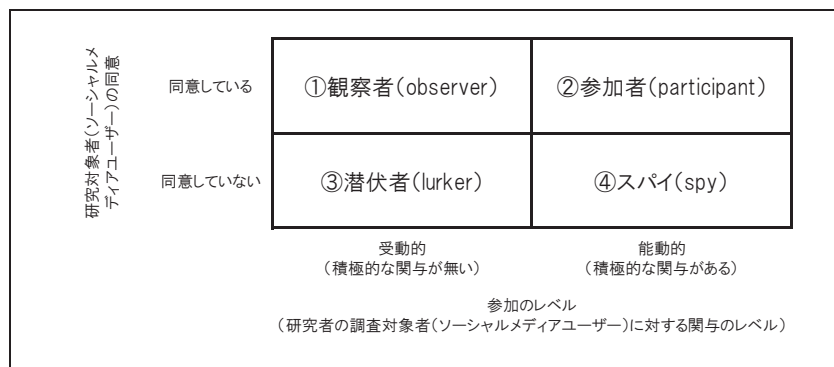 研究対象者(ソーシャルメ
ディアユーザー)の同意
同意している
①観察者(observer)
②参加者(participant)
同意していない
③潜伏者(lurker)
④スパイ(spy)
受動的
(積極的な関与が無い)
能動的
(積極的な関与がある)
参加のレベル
(研究者の調査対象者(ソーシャルメディアユーザー)に対する関与のレベル)